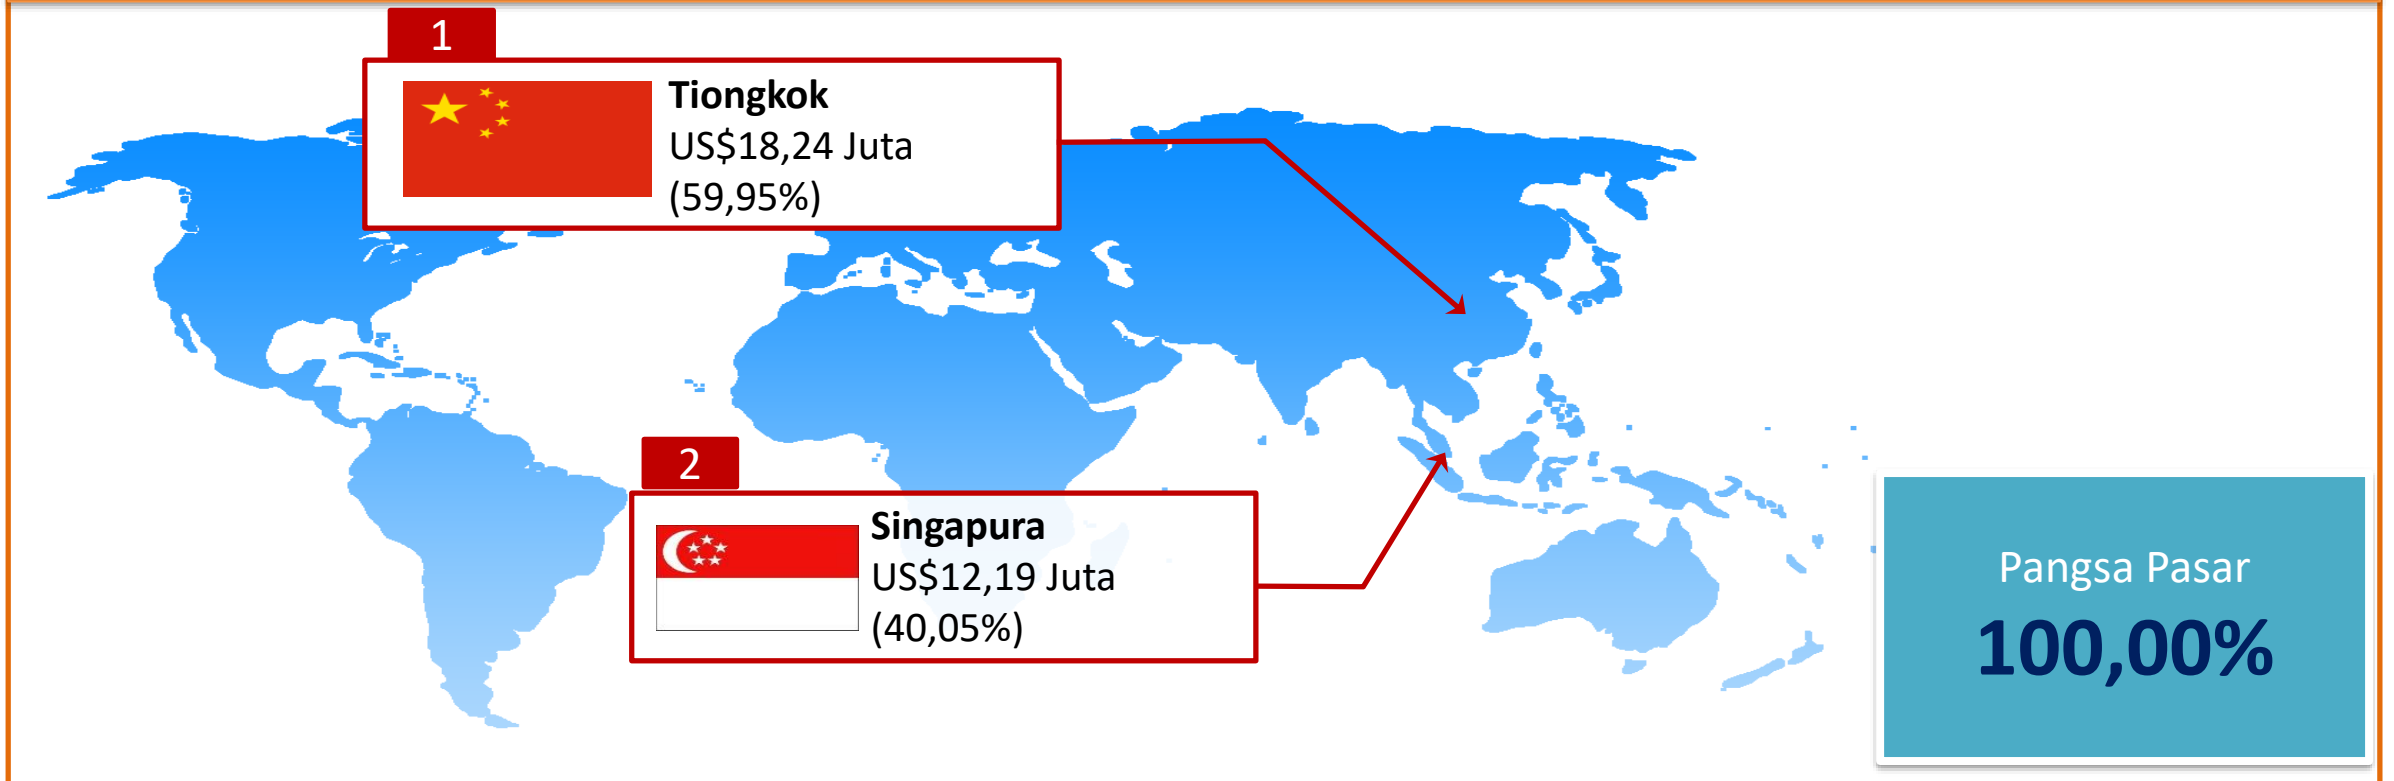 1
Tiongkok
US$18,24 Juta
(59,95%)
2
Singapura
US$12,19 Juta
(40,05%)
Pangsa Pasar
100,00%